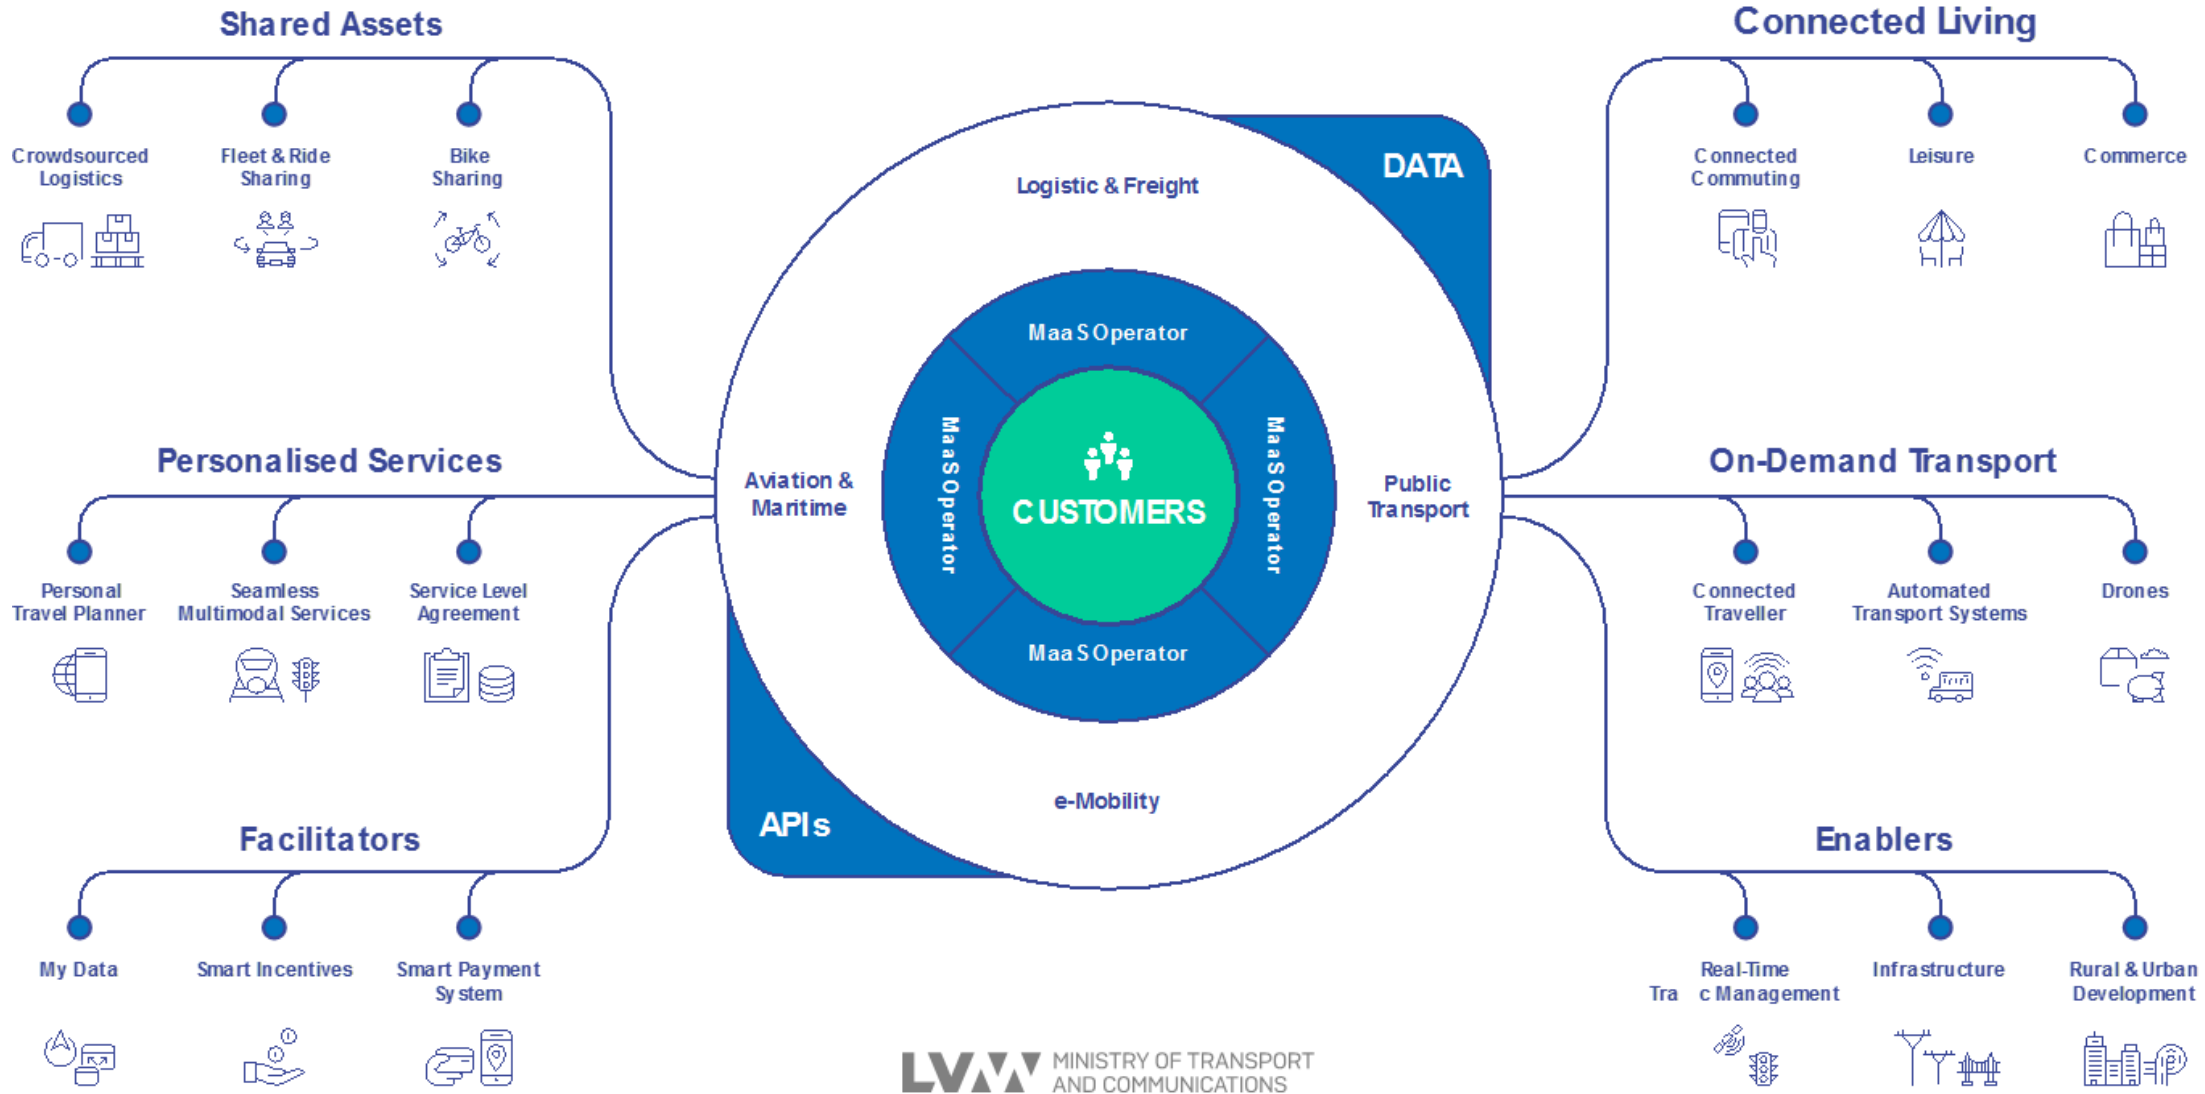 Shared Assets
Crowdsourced
Logistics
Fleet & Ride
Sharing
Bike
Sharing
Personalised Services
Personal
Travel Planner
Seamless
Multimodal Services
Service Level
Agreement
Facilitators
My Data
Smart Incentives
Smart Payment
System
DATA
Logistic & Freight
MaaS Operator
MaaS Operator
CUSTOMERS
MaaS Operator
MaaS Operator
Aviation &
Maritime
Public
Transport
e-Mobility
APIs
Connected Living
Connected
Commuting
Leisure
Commerce
On-Demand Transport
Connected
Traveller
Automated
Transport Systems
Drones
Enablers
Real-Time
Tra c Management
Infrastructure
Rural & Urban
Development
LVM
MINISTRY OF TRANSPORT
AND COMMUNICATIONS